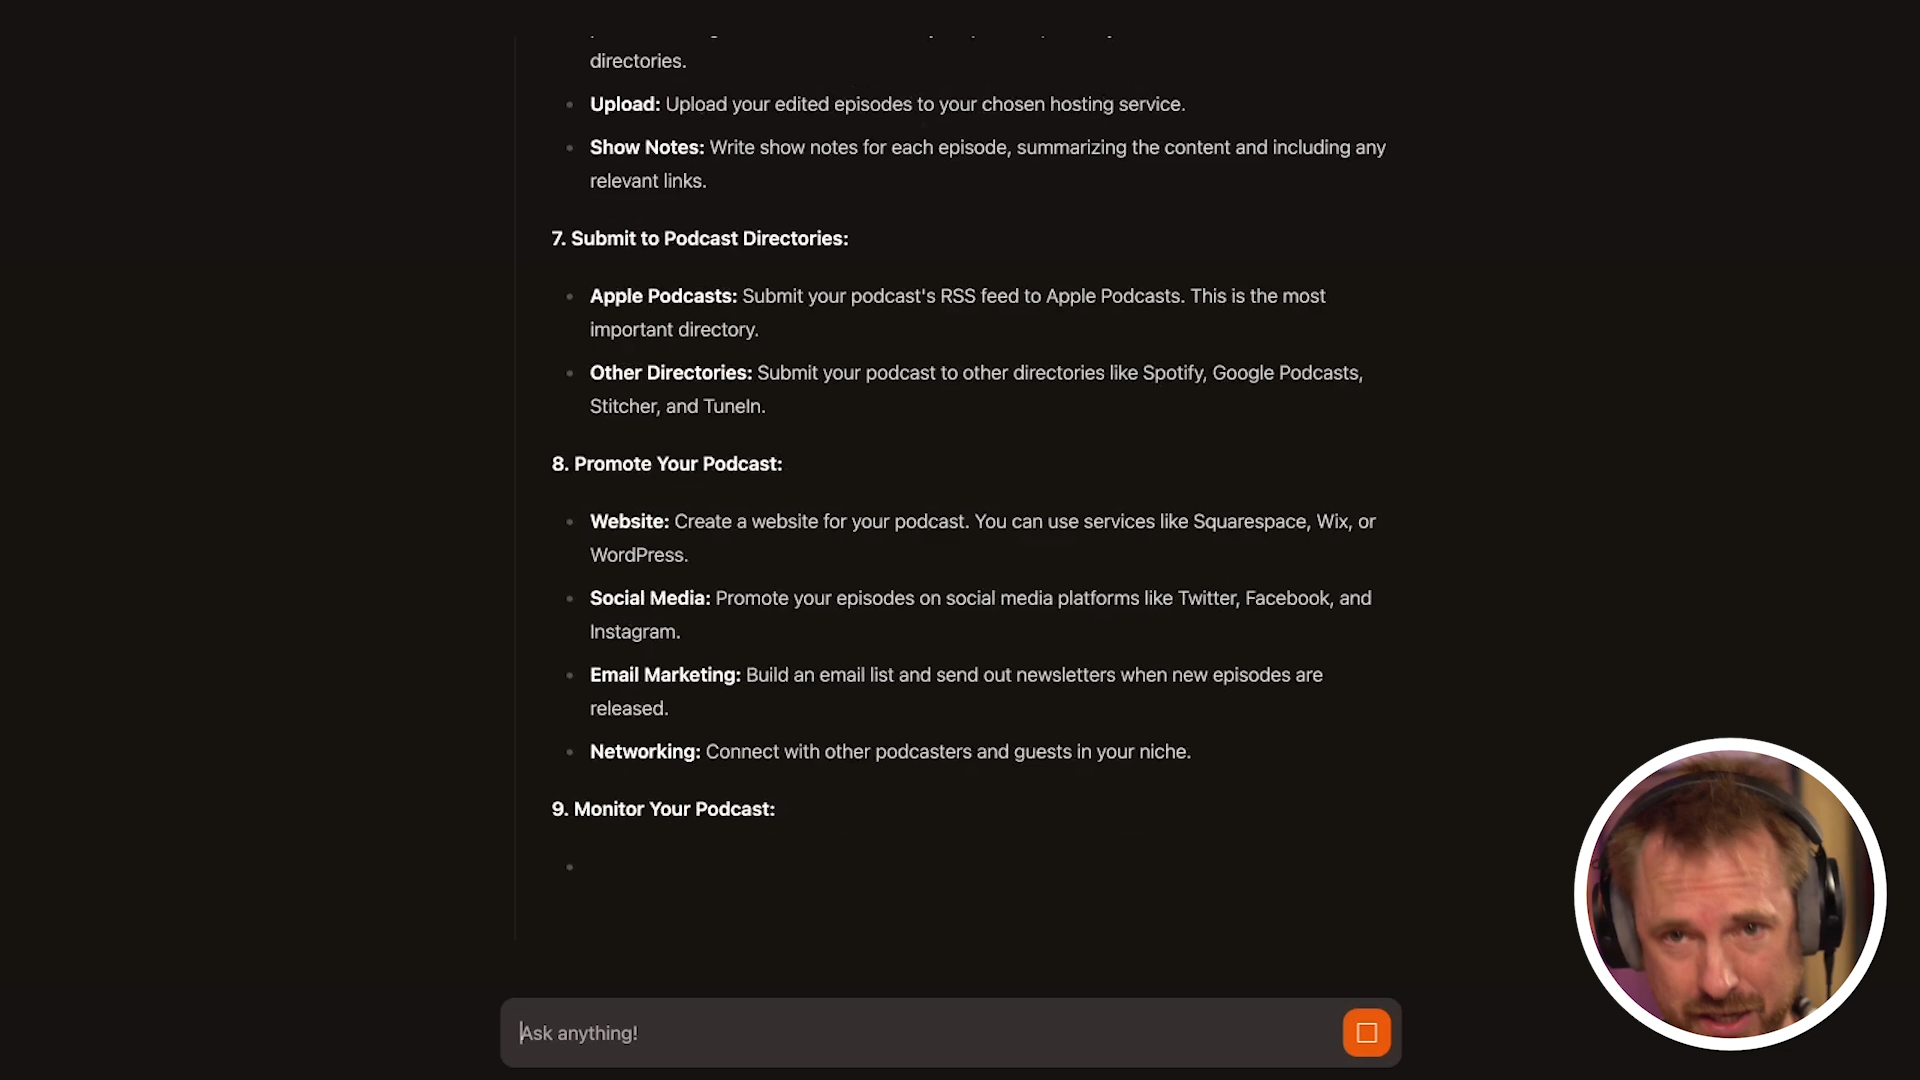 directories.
Upload: Upload your edited episodes to your chosen hosting service.
Show Notes: Write show notes for each episode, summarizing the content and including any
relevant links.
7. Submit to Podcast Directories:
Apple Podcasts: Submit your podcast's RSS feed to Apple Podcasts. This is the most
important directory.
Other Directories: Submit your podcast to other directories like Spotify, Google Podcasts,
Stitcher, and TuneIn.
8. Promote Your Podcast:
Website: Create a website for your podcast. You can use services like Squarespace, Wix, or
WordPress.
Social Media: Promote your episodes on social media platforms like Twitter, Facebook, and
Instagram.
Email Marketing: Build an email list and send out newsletters when new episodes are
released.
Networking: Connect with other podcasters and guests in your niche.
9. Monitor Your Podcast:
Ask anything!